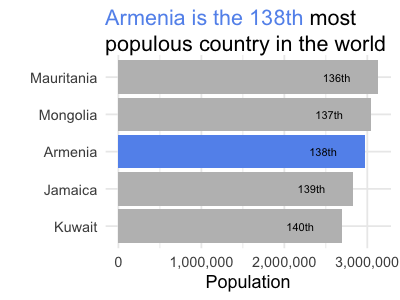 Armenia is the 138th most
populous country in the world
Mauritania 136th
Mongolia 137th
Armenia 138th
Jamaica 139th
Kuwait 140th
0 1,000,000 2,000,000 3,000,000
Population